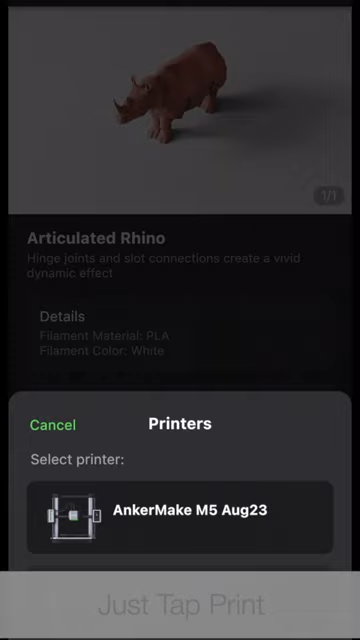 1/1
Articulated Rhino
Hinge joints and slot connections create a vivid
dynamic effect
Details
Filament Material: PLA
Filament Color: White
Cancel
Printers
Select printer:
AnkerMake M5 Aug23
Just Tap Print